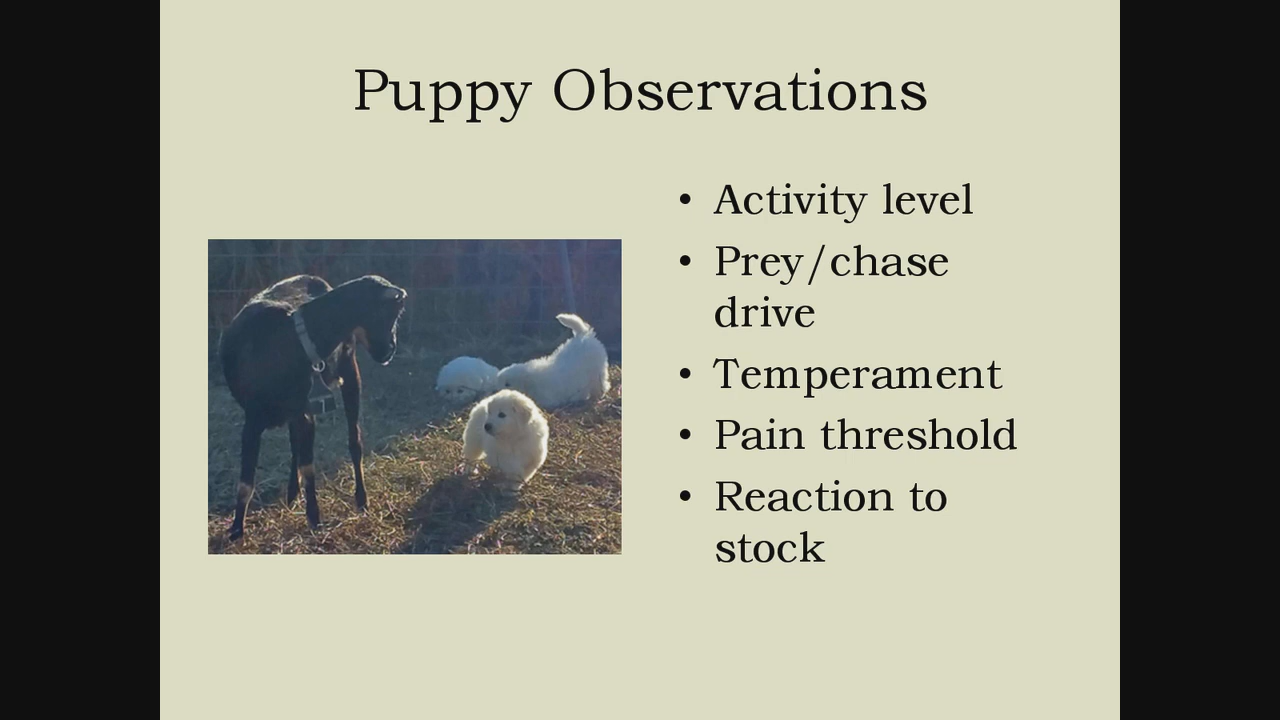 Puppy Observations
• Activity level
• Prey/chase
drive
• Temperament
• Pain threshold
• Reaction to
stock